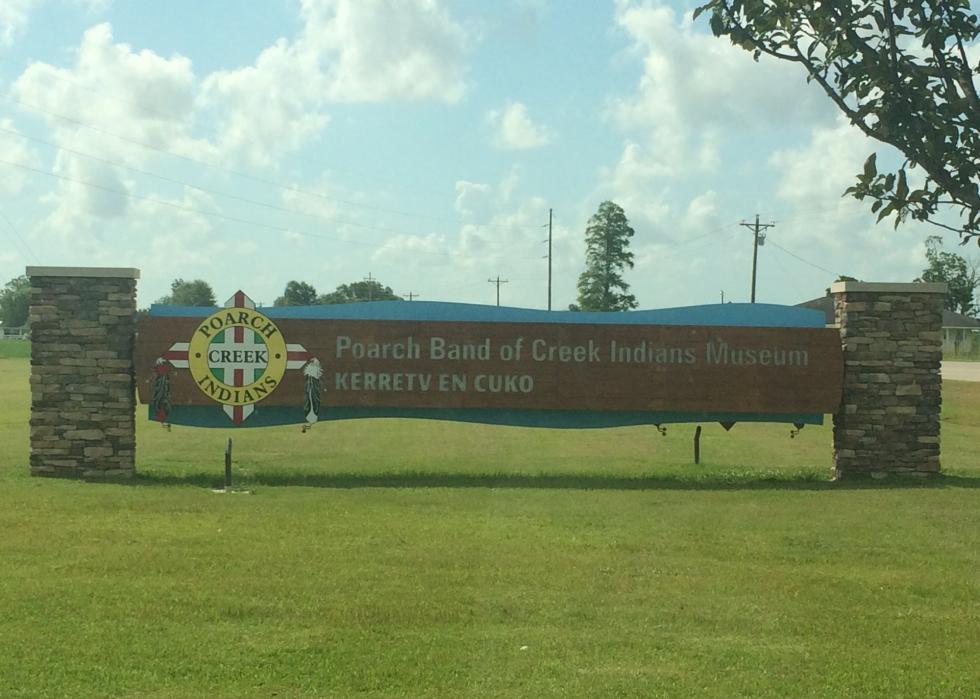 POARCH
CREEK
INDIANS
Poarch Band of Creek Indians Museum
KERRETV EN CUKO